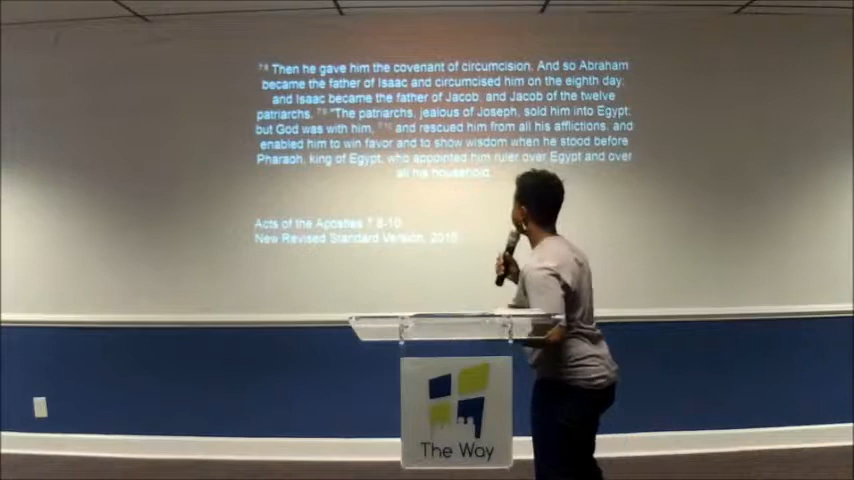 Then he gave him the covenant of circumcision. And so Abraham
became the father of Isaac and circumcised him on the eighth day;
and Isaac became the father of Jacob, and Jacob of the twelve
patriarchs. "The patriarchs, jealous of Joseph, sold him into Egypt;
but God was with him, and rescued him from all his afflictions, and
enabled him to win favor and to show wisdom when he stood before
Pharaoh, king of Egypt, who appointed him ruler over Egypt and over
all his household.
Acts of the Apostles 7:8-10
New Revised Standard Version, 2015
The Way